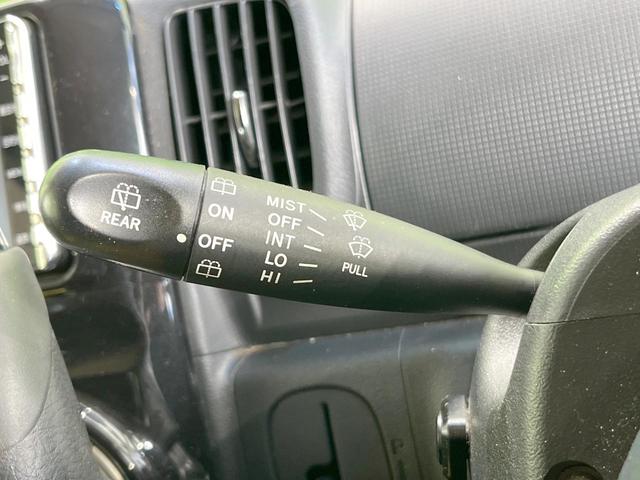 REAR
ON
OFF
MIST
OFF
INT
LO
HI
PULL